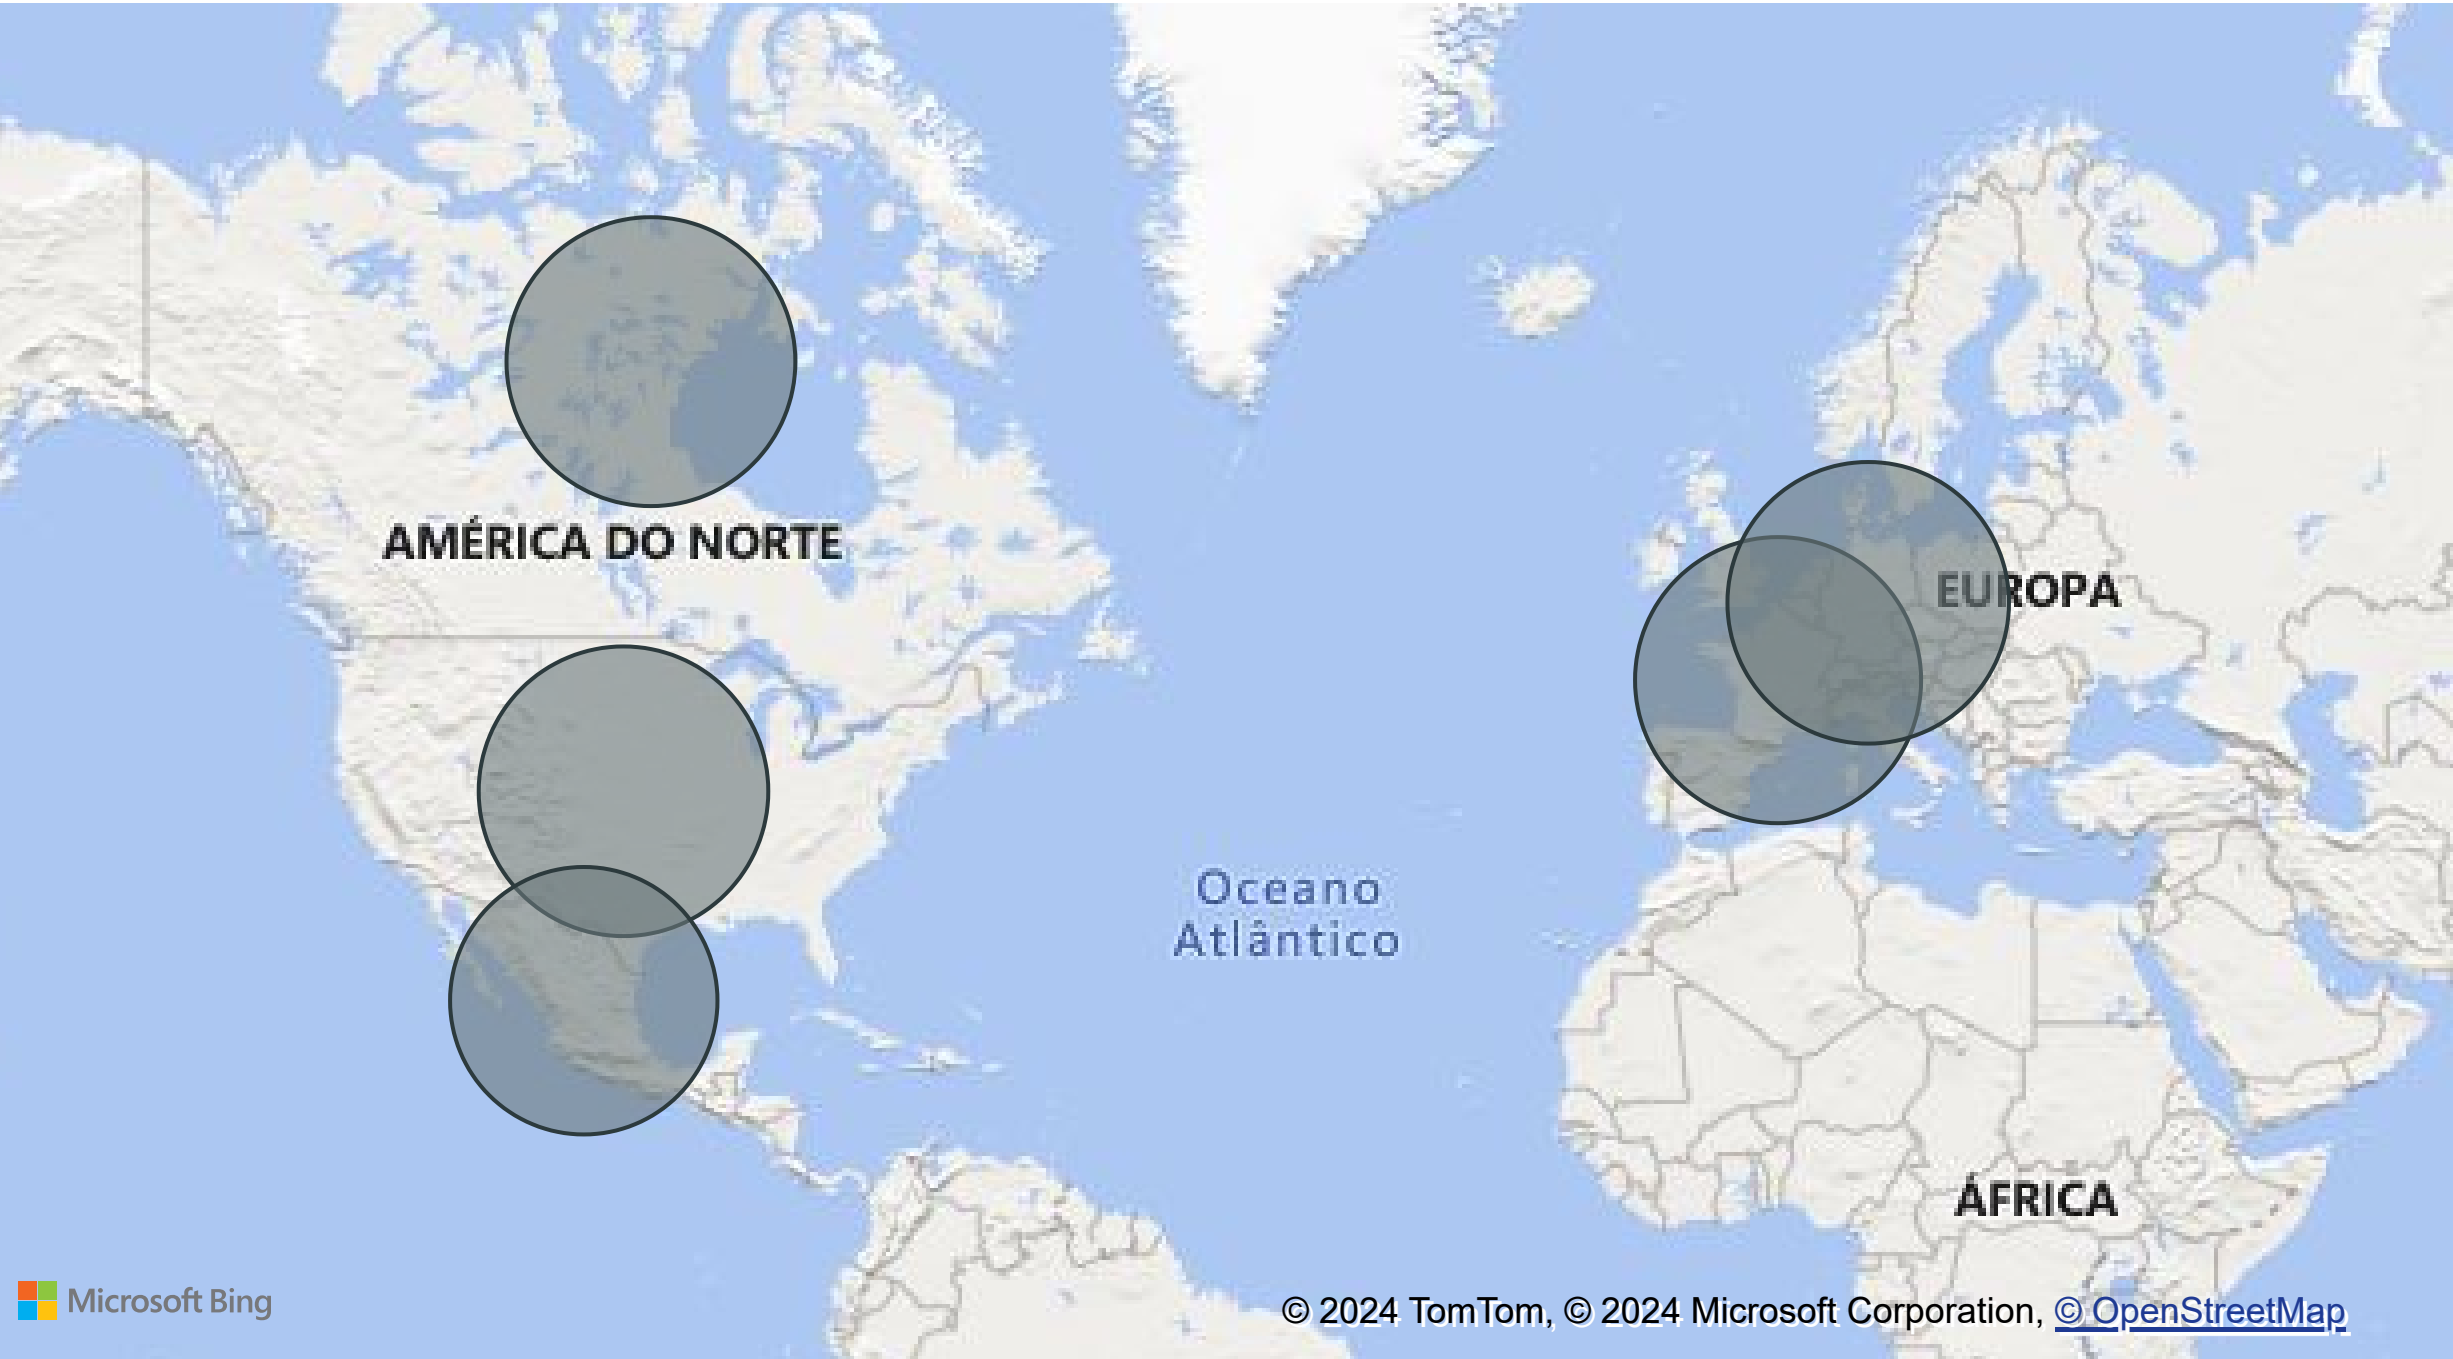 AMÉRICA DO NORTE
EUROPA
Oceano
Atlântico
ÁFRICA
Microsoft Bing
© 2024 TomTom, © 2024 Microsoft Corporation, © OpenStreetMap